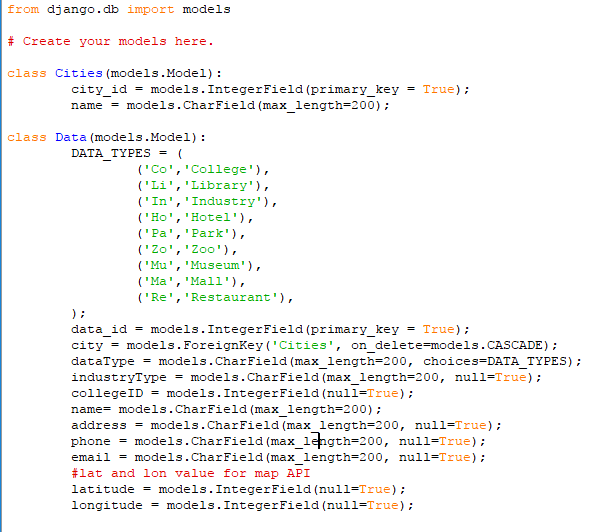 from django.db import models
# Create your models here.
class Cities(models.Model):
city_id = models.IntegerField(primary_key = True);
name = models.CharField(max_length=200);
class Data(models.Model):
DATA_TYPES = (
('Co','College'),
('Li','Library'),
('In','Industry'),
('Ho','Hotel'),
('Pa','Park'),
('Zo','Zoo'),
('Mu','Museum'),
('Ma','Mall'),
('Re','Restaurant'),
);
data_id = models.IntegerField(primary_key = True);
city = models.ForeignKey('Cities', on_delete=models.CASCADE);
dataType = models.CharField(max_length=200, choices=DATA_TYPES);
industryType = models.CharField(max_length=200, null=True);
collegeID = models.IntegerField(null=True);
name= models.CharField(max_length=200);
address = models.CharField(max_length=200, null=True);
phone = models.CharField(max_length=200, null=True);
email = models.CharField(max_length=200, null=True);
#lat and lon value for map API
latitude = models.IntegerField(null=True);
longitude = models.IntegerField(null=True);